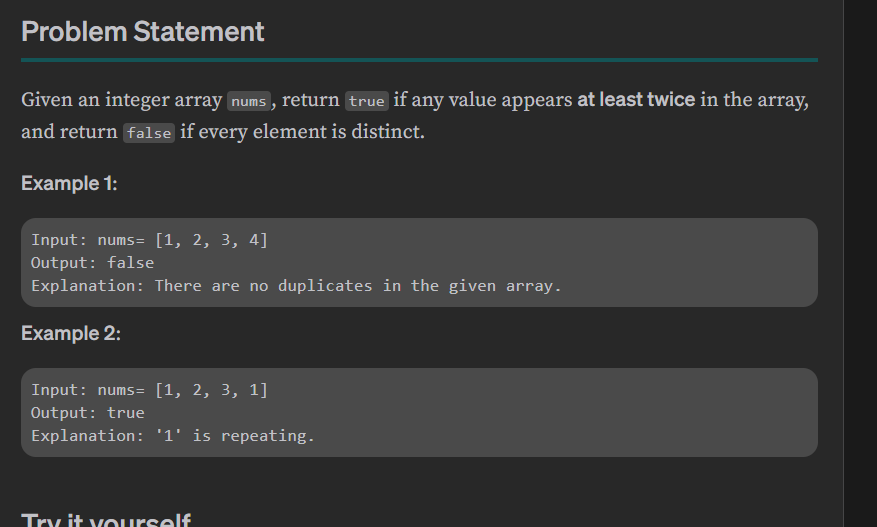 Problem Statement
Given an integer array nums, return true if any value appears at least twice in the array,
and return false if every element is distinct.
Example 1:
Input: nums= [1, 2, 3, 4]
Output: false
Explanation: There are no duplicates in the given array.
Example 2:
Input: nums= [1, 2, 3, 1]
Output: true
Explanation: '1' is repeating.
Try it yourself